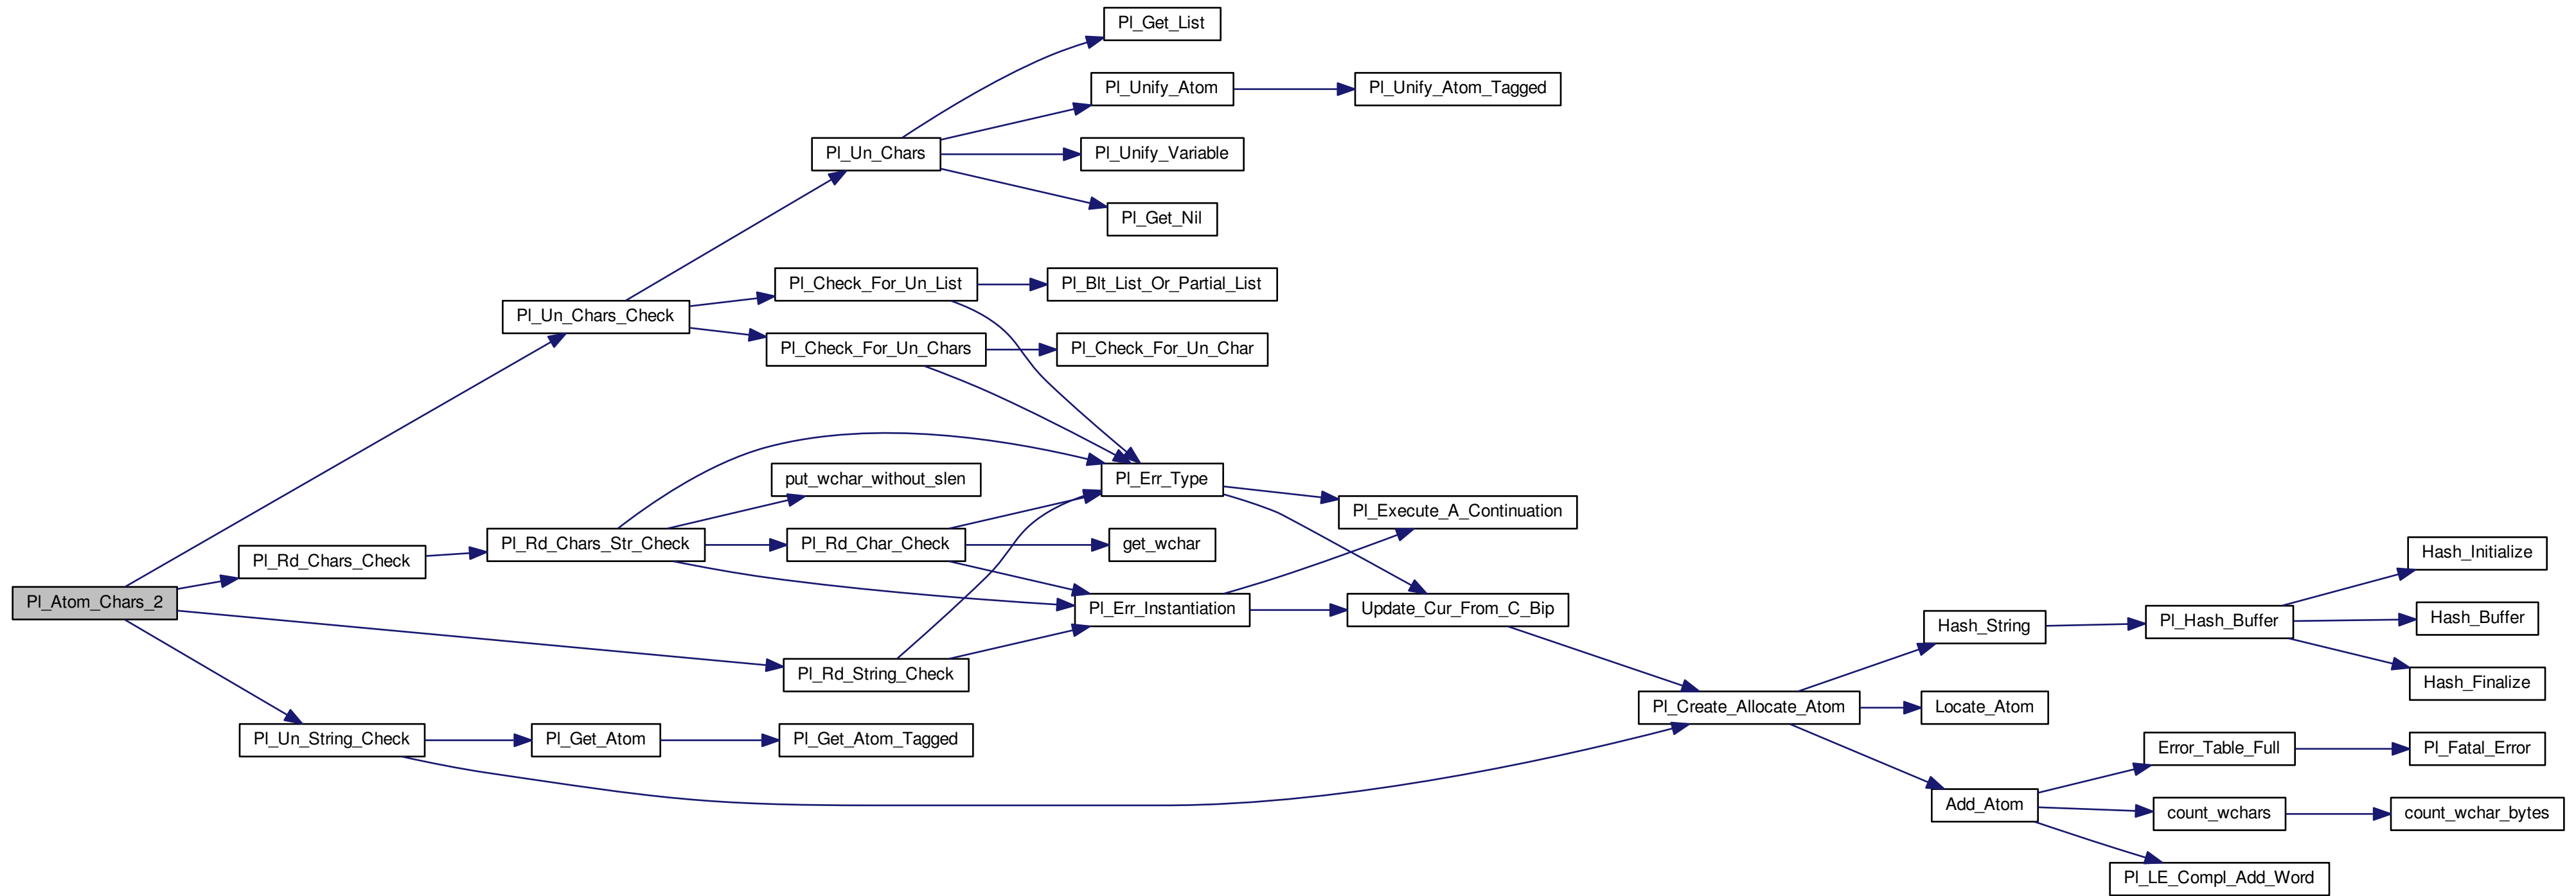 Pl_Get_List
Pl_Unify_Atom
Pl_Unify_Atom_Tagged
Pl_Un_Chars
Pl_Unify_Variable
Pl_Get_Nil
Pl_Check_For_Un_List
Pl_Blt_List_Or_Partial_List
Pl_Un_Chars_Check
Pl_Check_For_Un_Chars
Pl_Check_For_Un_Char
put_wchar_without_slen
Pl_Err_Type
Pl_Execute_A_Continuation
Pl_Rd_Chars_Str_Check
Pl_Rd_Char_Check
get_wchar
Pl_Rd_Chars_Check
Hash_Initialize
Pl_Atom_Chars_2
Pl_Err_Instantiation
Update_Cur_From_C_Bip
Hash_String
Pl_Hash_Buffer
Hash_Buffer
Pl_Rd_String_Check
Hash_Finalize
Pl_Create_Allocate_Atom
Locate_Atom
Pl_Un_String_Check
Pl_Get_Atom
Pl_Get_Atom_Tagged
Error_Table_Full
Pl_Fatal_Error
Add_Atom
count_wchars
count_wchar_bytes
Pl_LE_Compl_Add_Word